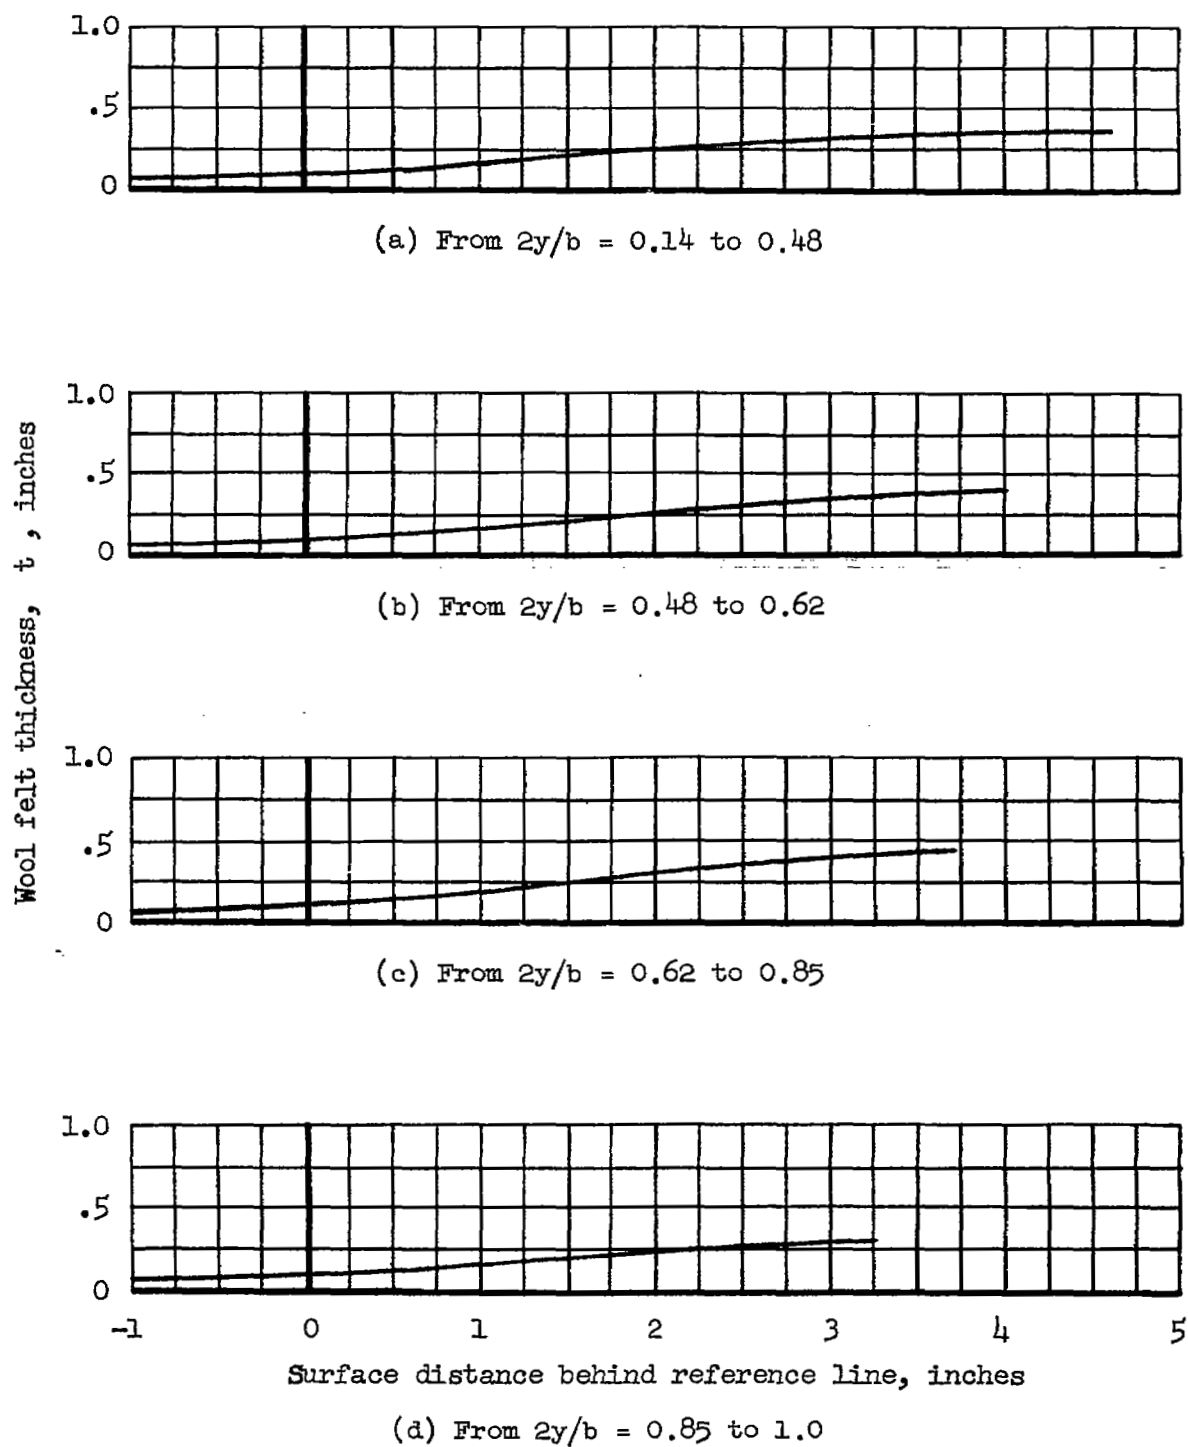 1.0
.5
0
(a) From 2y/b = 0.14 to 0.48
1.0
.5
0
(b) From 2y/b = 0.48 to 0.62
Wool felt thickness, t , inches
1.0
.5
0
(c) From 2y/b = 0.62 to 0.85
1.0
.5
0
-1 0 1 2 3 4 5
Surface distance behind reference line, inches
(d) From 2y/b = 0.85 to 1.0